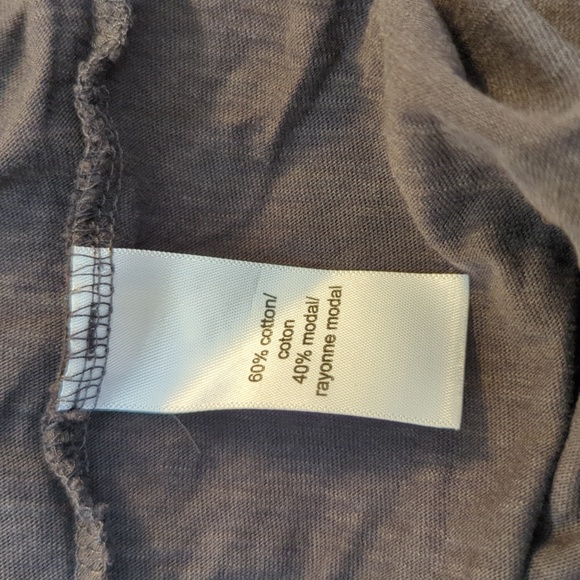 60% cotton/
coton
40% modal/
rayonne modal